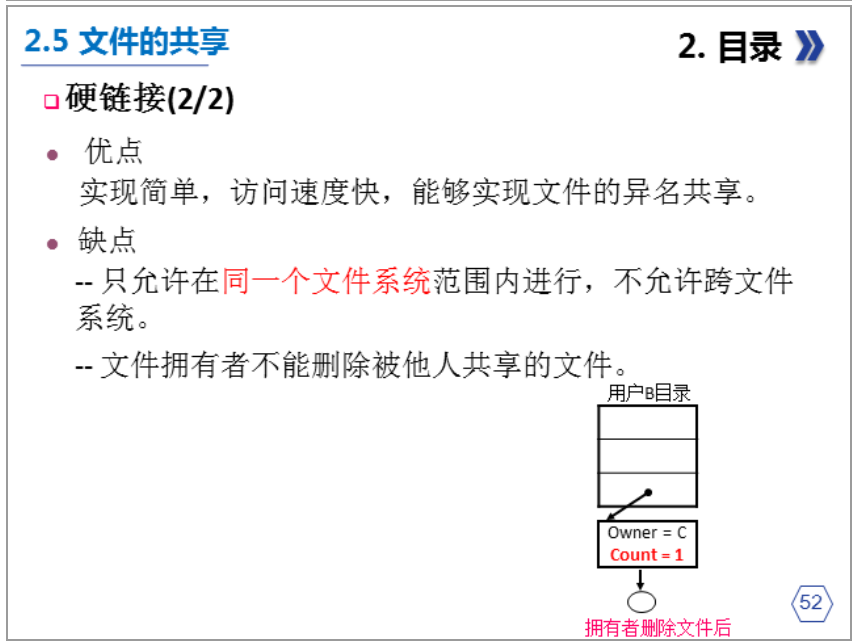 2.5 文件的共享
2. 目录
硬链接(2/2)
优点
实现简单，访问速度快，能够实现文件的异名共享。
缺点
-- 只允许在同一个文件系统范围内进行，不允许跨文件
系统。
-- 文件拥有者不能删除被他人共享的文件。
用户B目录
Owner = C
Count = 1
拥有者删除文件后
52